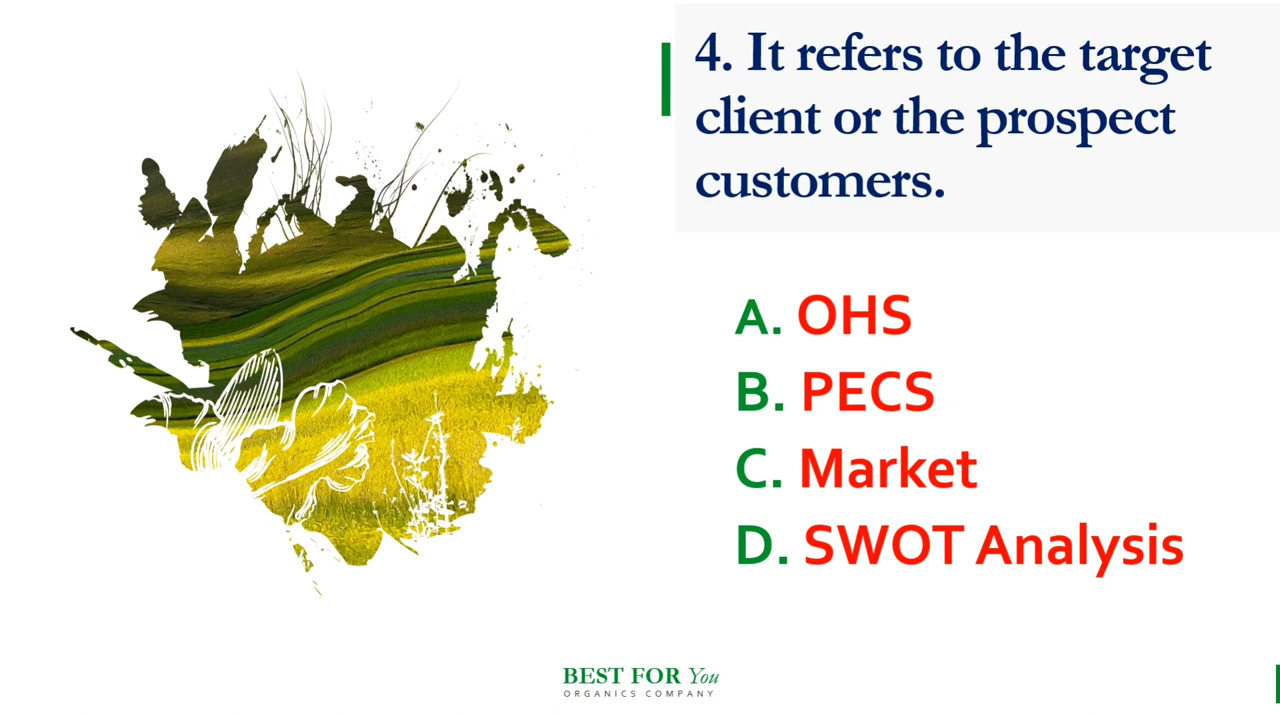 4. It refers to the target
client or the prospect
customers.
A. OHS
B. PECS
C. Market
D. SWOT Analysis
BEST FOR You
ORGANICS COMPANY